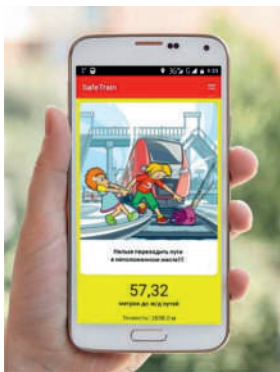 SafeTrain
Нельзя переходить пути
в неположенном месте!!!
57,32
метров до ж/д путей